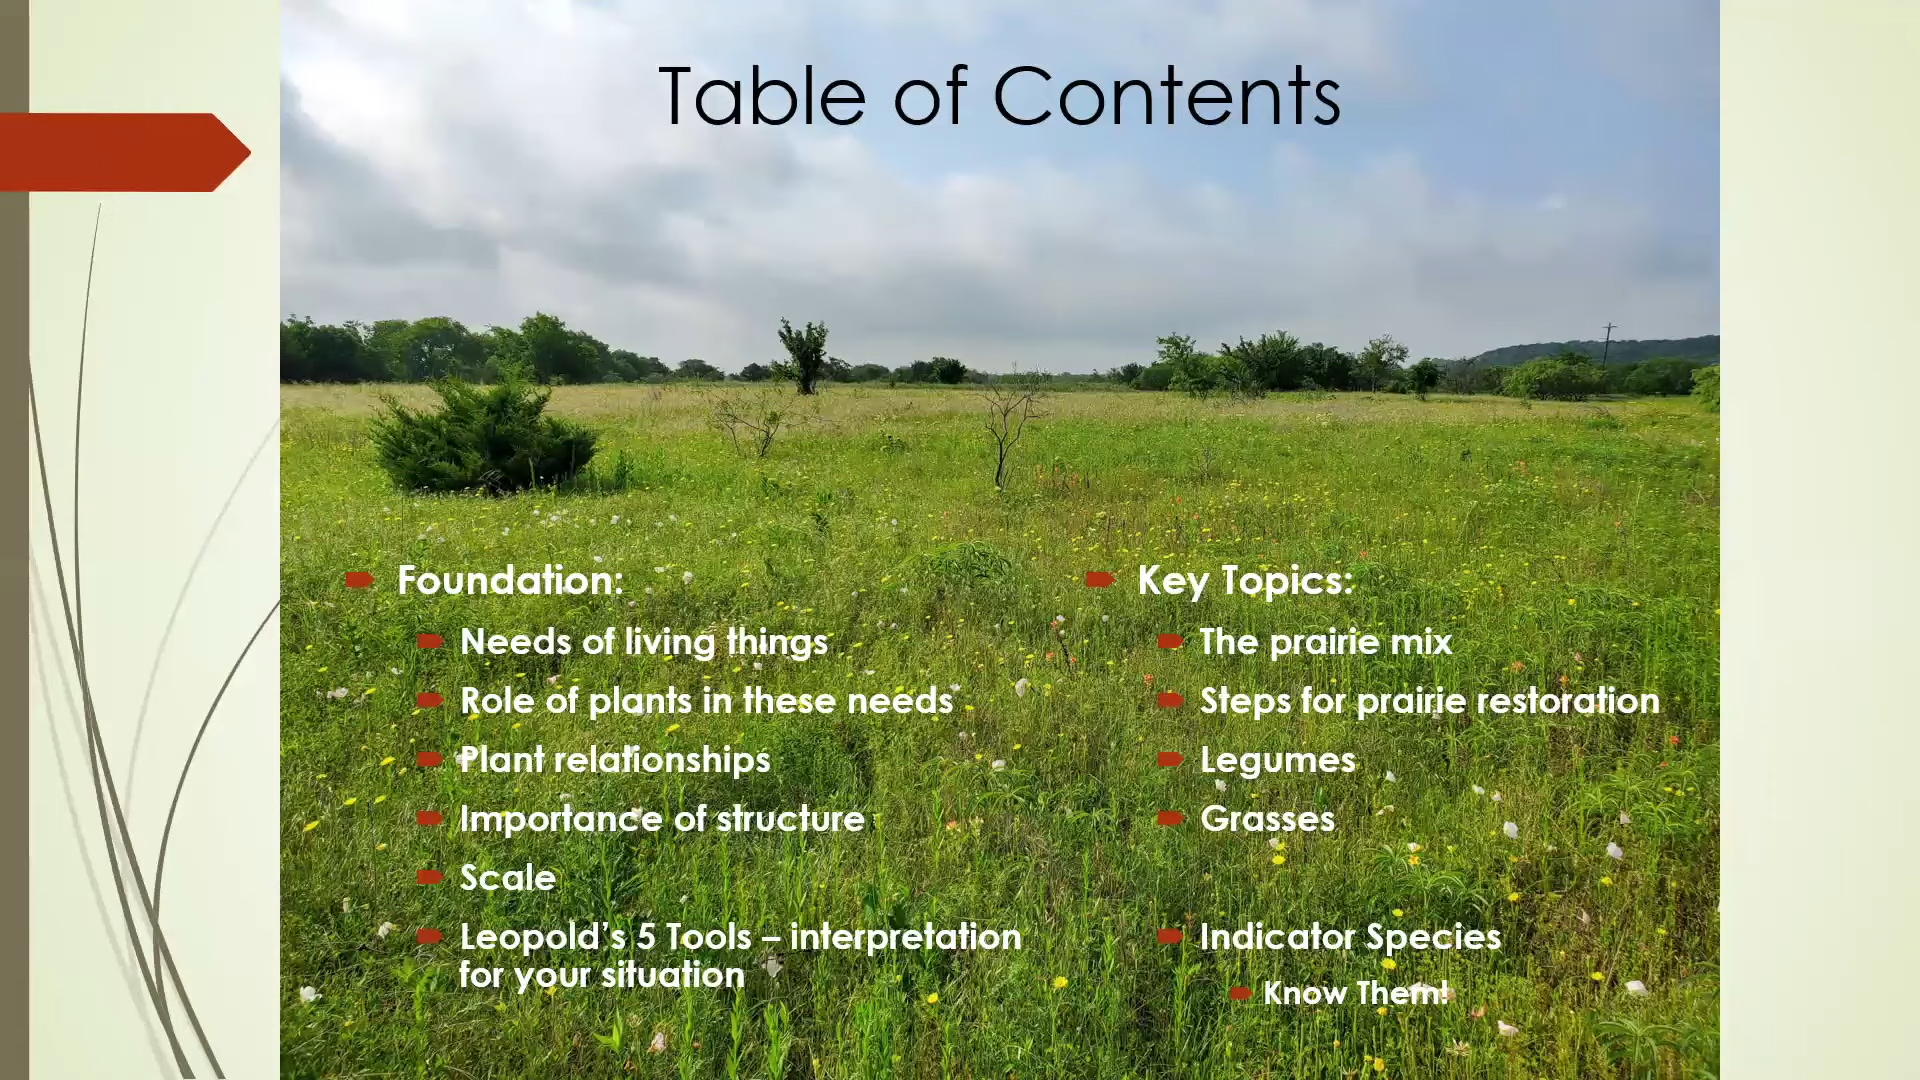 Table of Contents
Foundation:
Needs of living things
Role of plants in these needs
Plant relationships
Importance of structure
Scale
Leopold’s 5 Tools – interpretation
for your situation
Key Topics:
The prairie mix
Steps for prairie restoration
Legumes
Grasses
Indicator Species
Know Them!